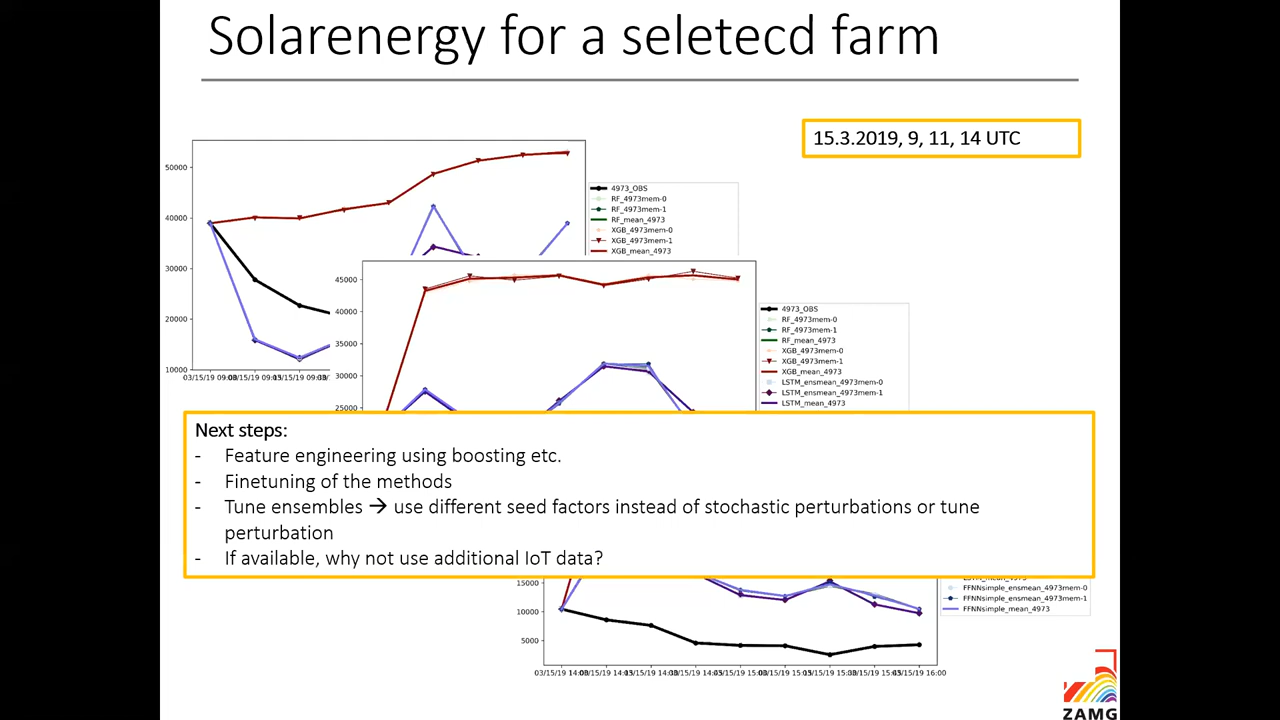 Solarenergy for a seletecd farm
15.3.2019, 9, 11, 14 UTC
50000
40000
30000
20000
10000
4973_OBS
RF_4973mem-0
RF_4973mem-1
RF_mean_4973
XGB_4973mem-0
XGB_4973mem-1
XGB_mean_4973
45000
40000
35000
30000
25000
4973_OBS
RF_4973mem-0
RF_4973mem-1
RF_mean_4973
XGB_4973mem-0
XGB_4973mem-1
XGB_mean_4973
LSTM_ensmean_4973mem-0
LSTM_ensmean_4973mem-1
LSTM_mean_4973
Next steps:
- Feature engineering using boosting etc.
- Finetuning of the methods
- Tune ensembles → use different seed factors instead of stochastic perturbations or tune
perturbation
- If available, why not use additional IoT data?
15000
10000
5000
FFNNsimple_ensmean_4973mem-0
FFNNsimple_ensmean_4973mem-1
FFNNsimple_mean_4973
ZAMG